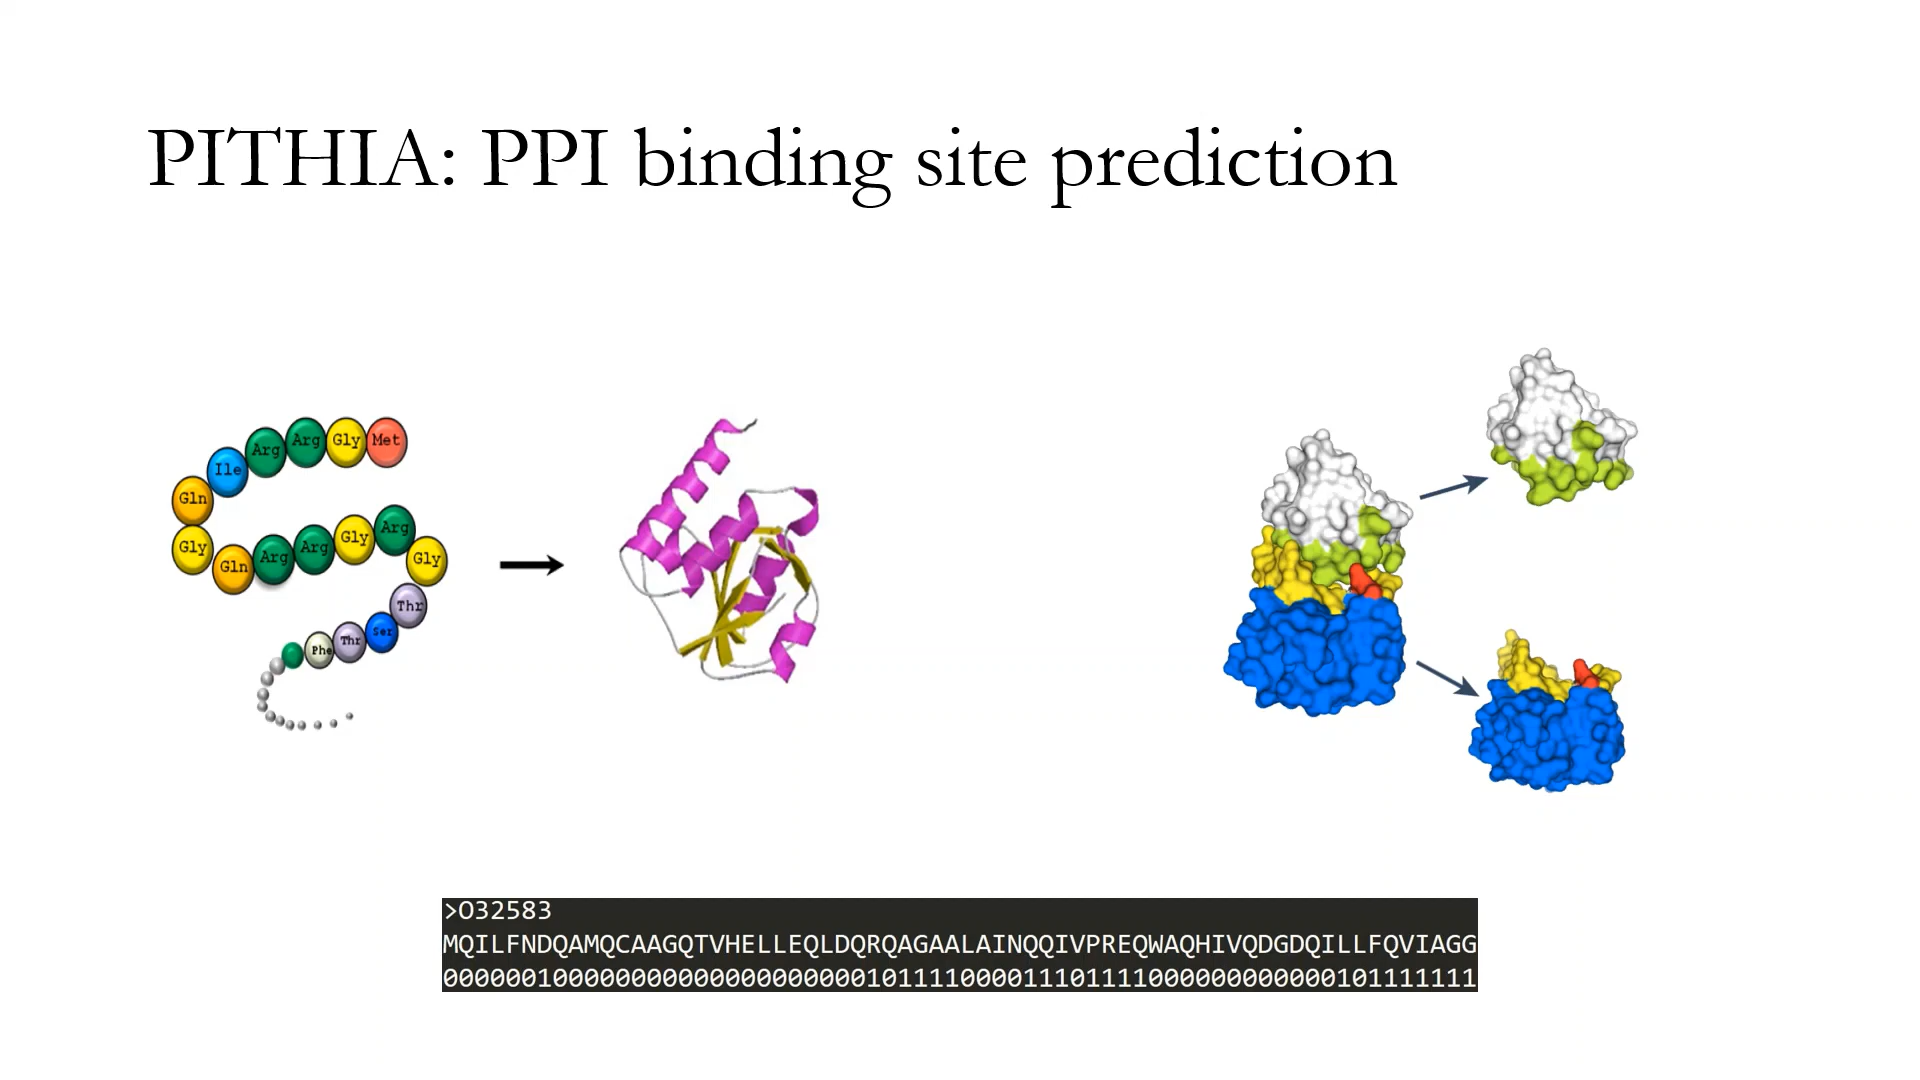 PITHIA: PPI binding site prediction
Met
Gly
Arg
Arg
Ile
Gln
Gly
Gln
Arg
Arg
Gly
Arg
Gly
Thr
Ser
Thr
Phe
>O32583
MQILFNDQAMQCAAGQTVHELLEQLDQRQAGAALAINQQIVPREQWAQHIVQDGDQILLFQVIAGG
000000100000000000000000000101111000011101111000000000000101111111